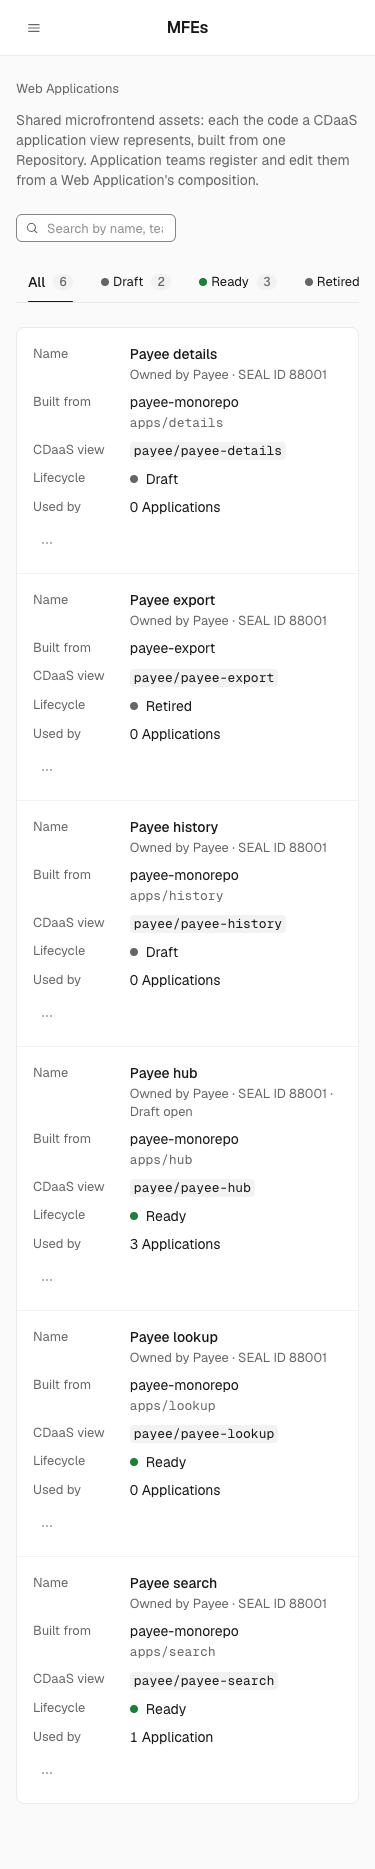 MFEs
Web Applications
Shared microfrontend assets: each the code a CDaaS
application view represents, built from one
Repository. Application teams register and edit them
from a Web Application's composition.
Search by name, tea
All 6 Draft 2 Ready 3 Retired
Name Payee details
Owned by Payee · SEAL ID 88001
Built from payee-monorepo
apps/details
CDaaS view payee/payee-details
Lifecycle Draft
Used by 0 Applications
...
Name Payee export
Owned by Payee · SEAL ID 88001
Built from payee-export
CDaaS view payee/payee-export
Lifecycle Retired
Used by 0 Applications
...
Name Payee history
Owned by Payee · SEAL ID 88001
Built from payee-monorepo
apps/history
CDaaS view payee/payee-history
Lifecycle Draft
Used by 0 Applications
...
Name Payee hub
Owned by Payee · SEAL ID 88001 ·
Draft open
Built from payee-monorepo
apps/hub
CDaaS view payee/payee-hub
Lifecycle Ready
Used by 3 Applications
...
Name Payee lookup
Owned by Payee · SEAL ID 88001
Built from payee-monorepo
apps/lookup
CDaaS view payee/payee-lookup
Lifecycle Ready
Used by 0 Applications
...
Name Payee search
Owned by Payee · SEAL ID 88001
Built from payee-monorepo
apps/search
CDaaS view payee/payee-search
Lifecycle Ready
Used by 1 Application
...